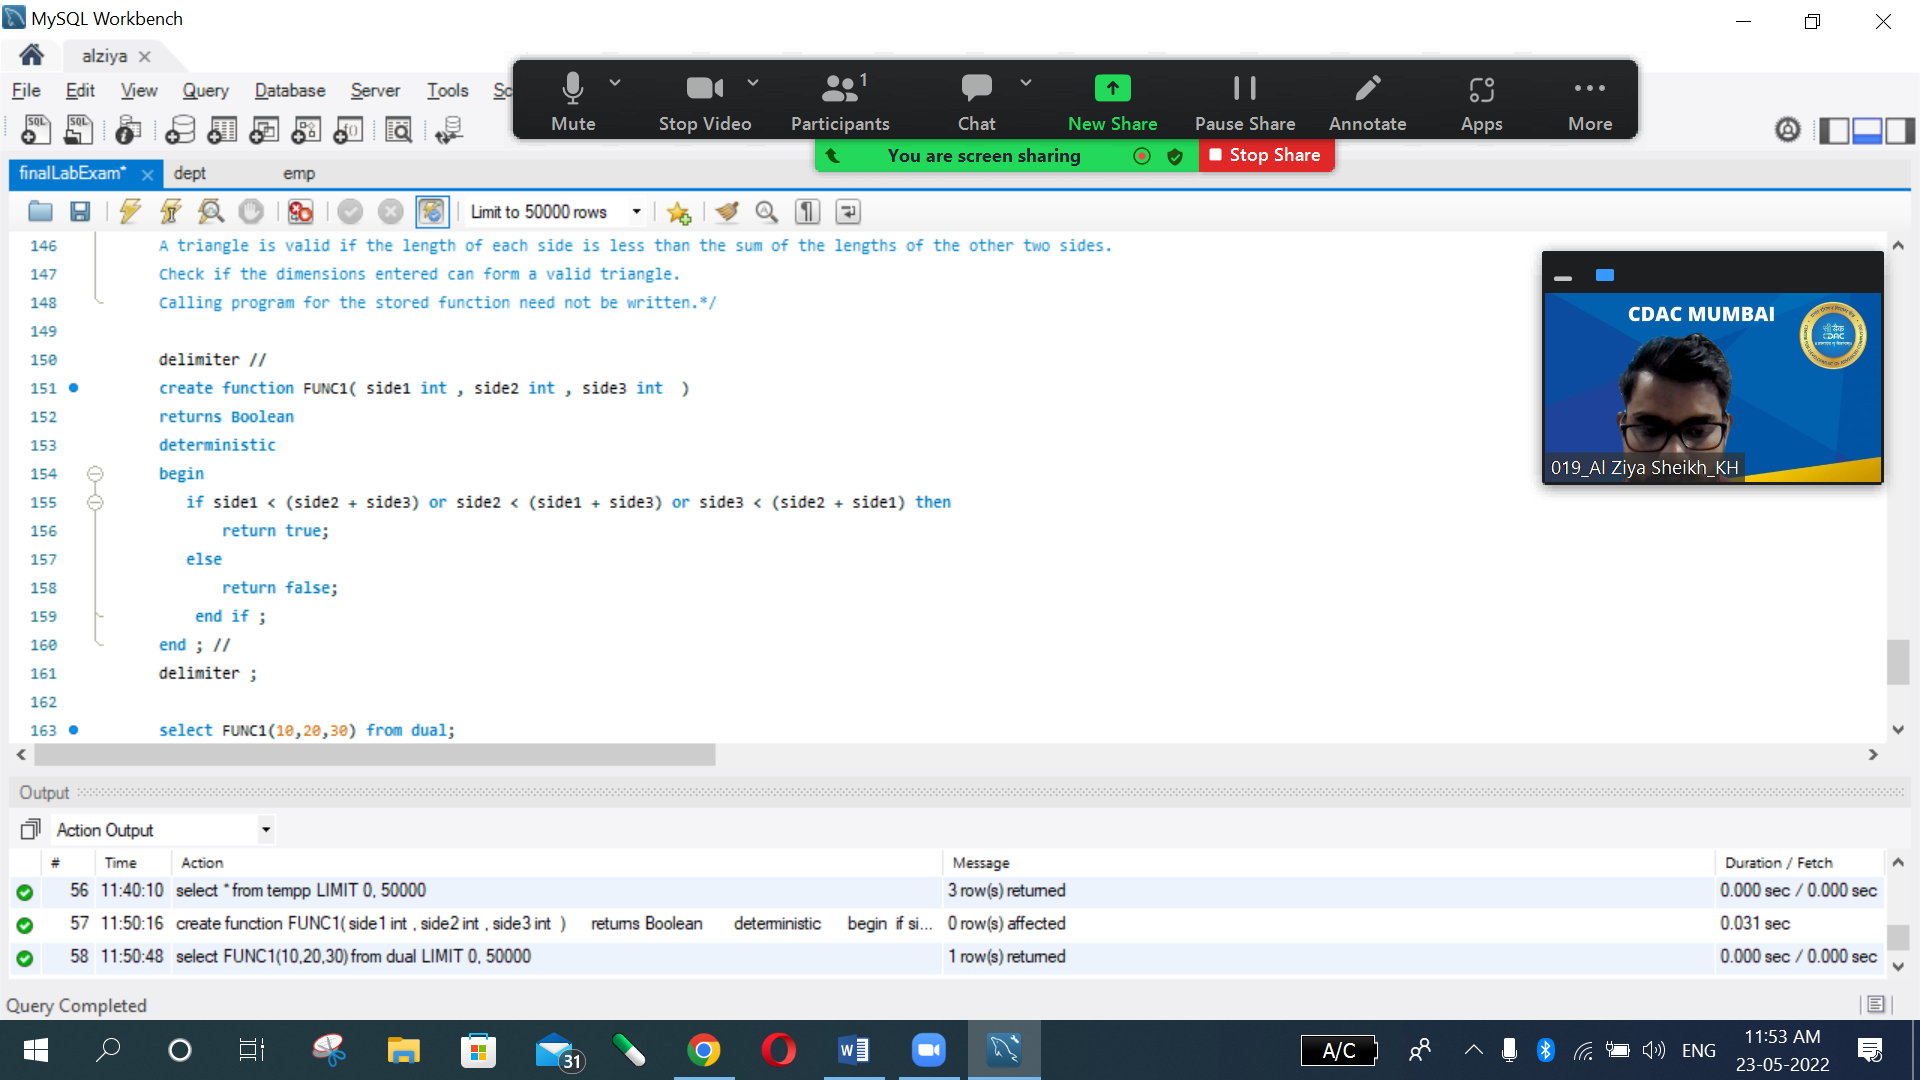 MySQL Workbench
alziya
File Edit View Query Database Server Tools Sc
Mute Stop Video Participants 1 Chat New Share Pause Share Annotate Apps More
You are screen sharing Stop Share
finalLabExam* dept emp
Limit to 50000 rows
146 A triangle is valid if the length of each side is less than the sum of the lengths of the other two sides.
147 Check if the dimensions entered can form a valid triangle.
148 Calling program for the stored function need not be written.*/
149
150 delimiter //
151 create function FUNC1( side1 int , side2 int , side3 int  )
152 returns Boolean
153 deterministic
154 begin
155 if side1 < (side2 + side3) or side2 < (side1 + side3) or side3 < (side2 + side1) then
156 return true;
157 else
158 return false;
159 end if ;
160 end ; //
161 delimiter ;
162
163 select FUNC1(10,20,30) from dual;
CDAC MUMBAI
सी डैक
CDAC
019_Al Ziya Sheikh_KH
Output
Action Output
# Time Action Message Duration / Fetch
56 11:40:10 select * from tempp LIMIT 0, 50000 3 row(s) returned 0.000 sec / 0.000 sec
57 11:50:16 create function FUNC1( side1 int , side2 int , side3 int  ) returns Boolean deterministic begin if si... 0 row(s) affected 0.031 sec
58 11:50:48 select FUNC1(10,20,30) from dual LIMIT 0, 50000 1 row(s) returned 0.000 sec / 0.000 sec
Query Completed
31
A/C
ENG
11:53 AM
23-05-2022